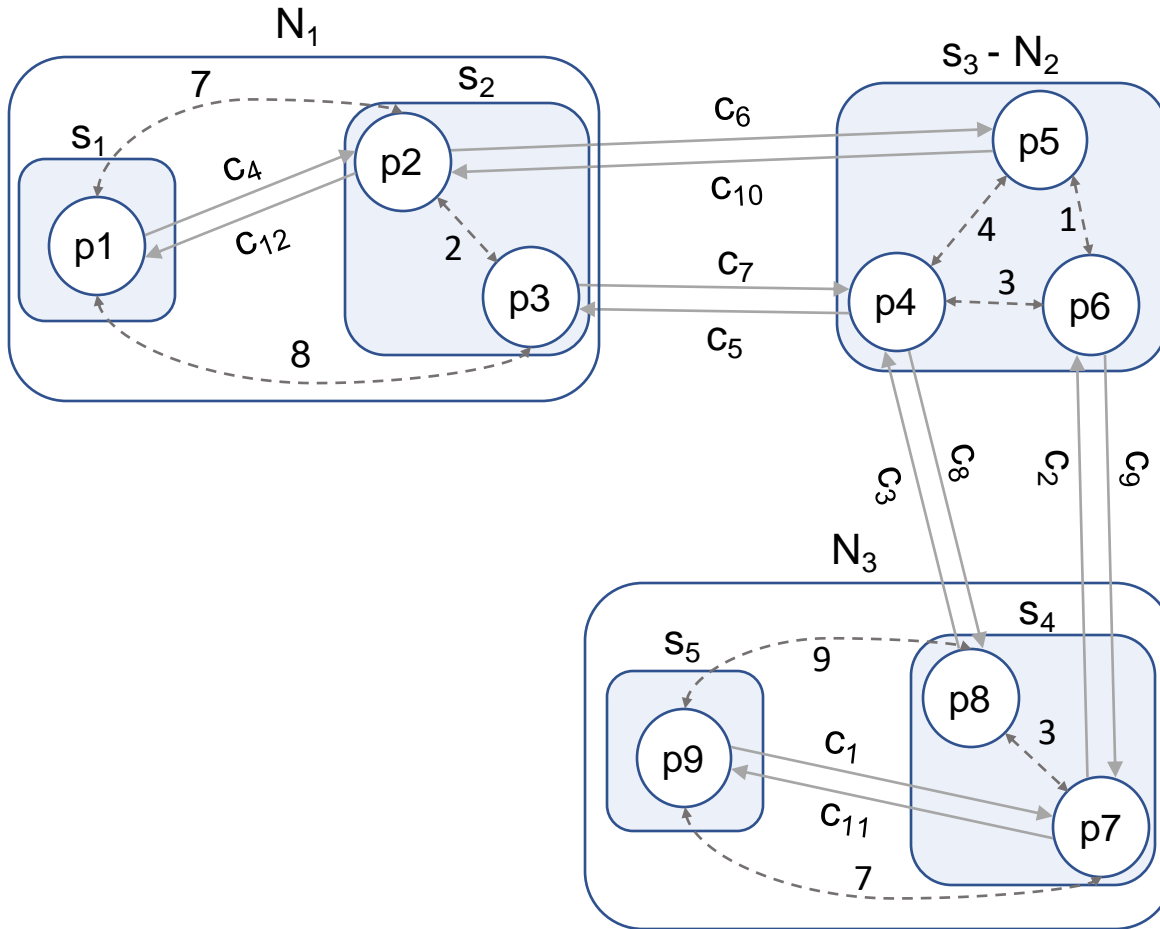 N₁
s₃ - N₂
7
s₂
s₁
c₄
c₁₂
p1
p2
2
p3
8
c₆
c₁₀
c₇
c₅
p5
4
1
p4
3
p6
c₃
c₈
c₂
c₉
N₃
s₄
s₅
9
p8
3
p9
c₁
c₁₁
p7
7